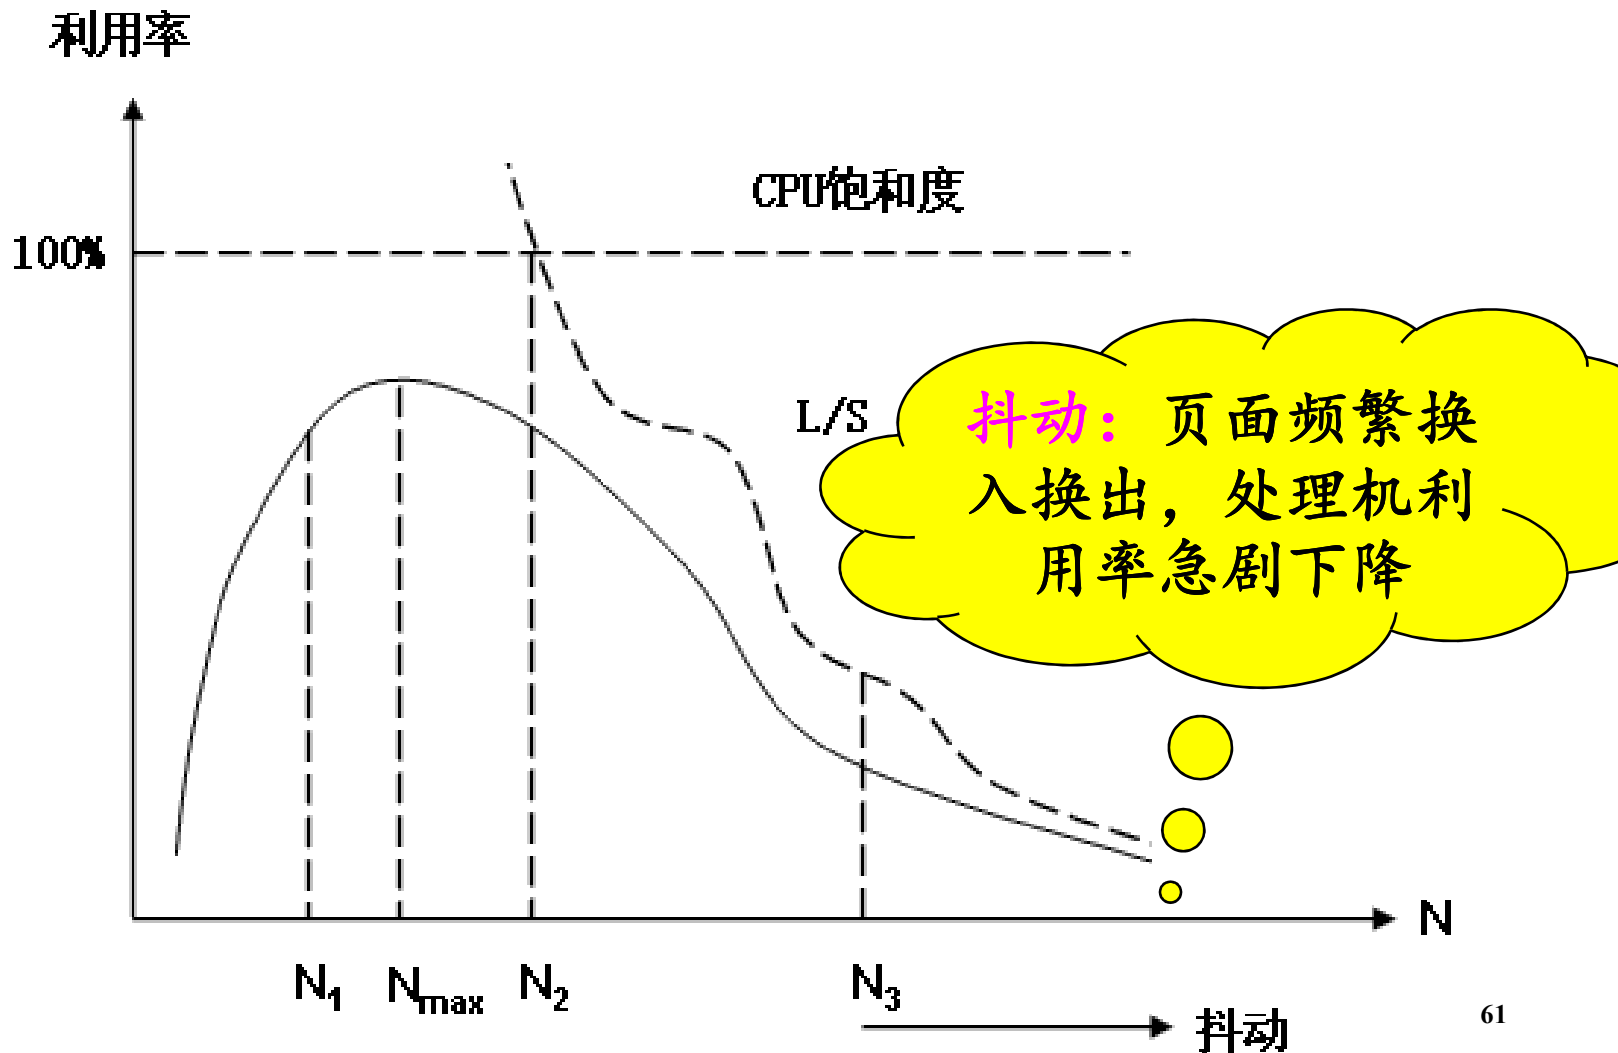 利用率
CPU饱和度
100%
L/S
抖动：页面频繁换
入换出，处理机利
用率急剧下降
N
N1
Nmax
N2
N3
抖动
61